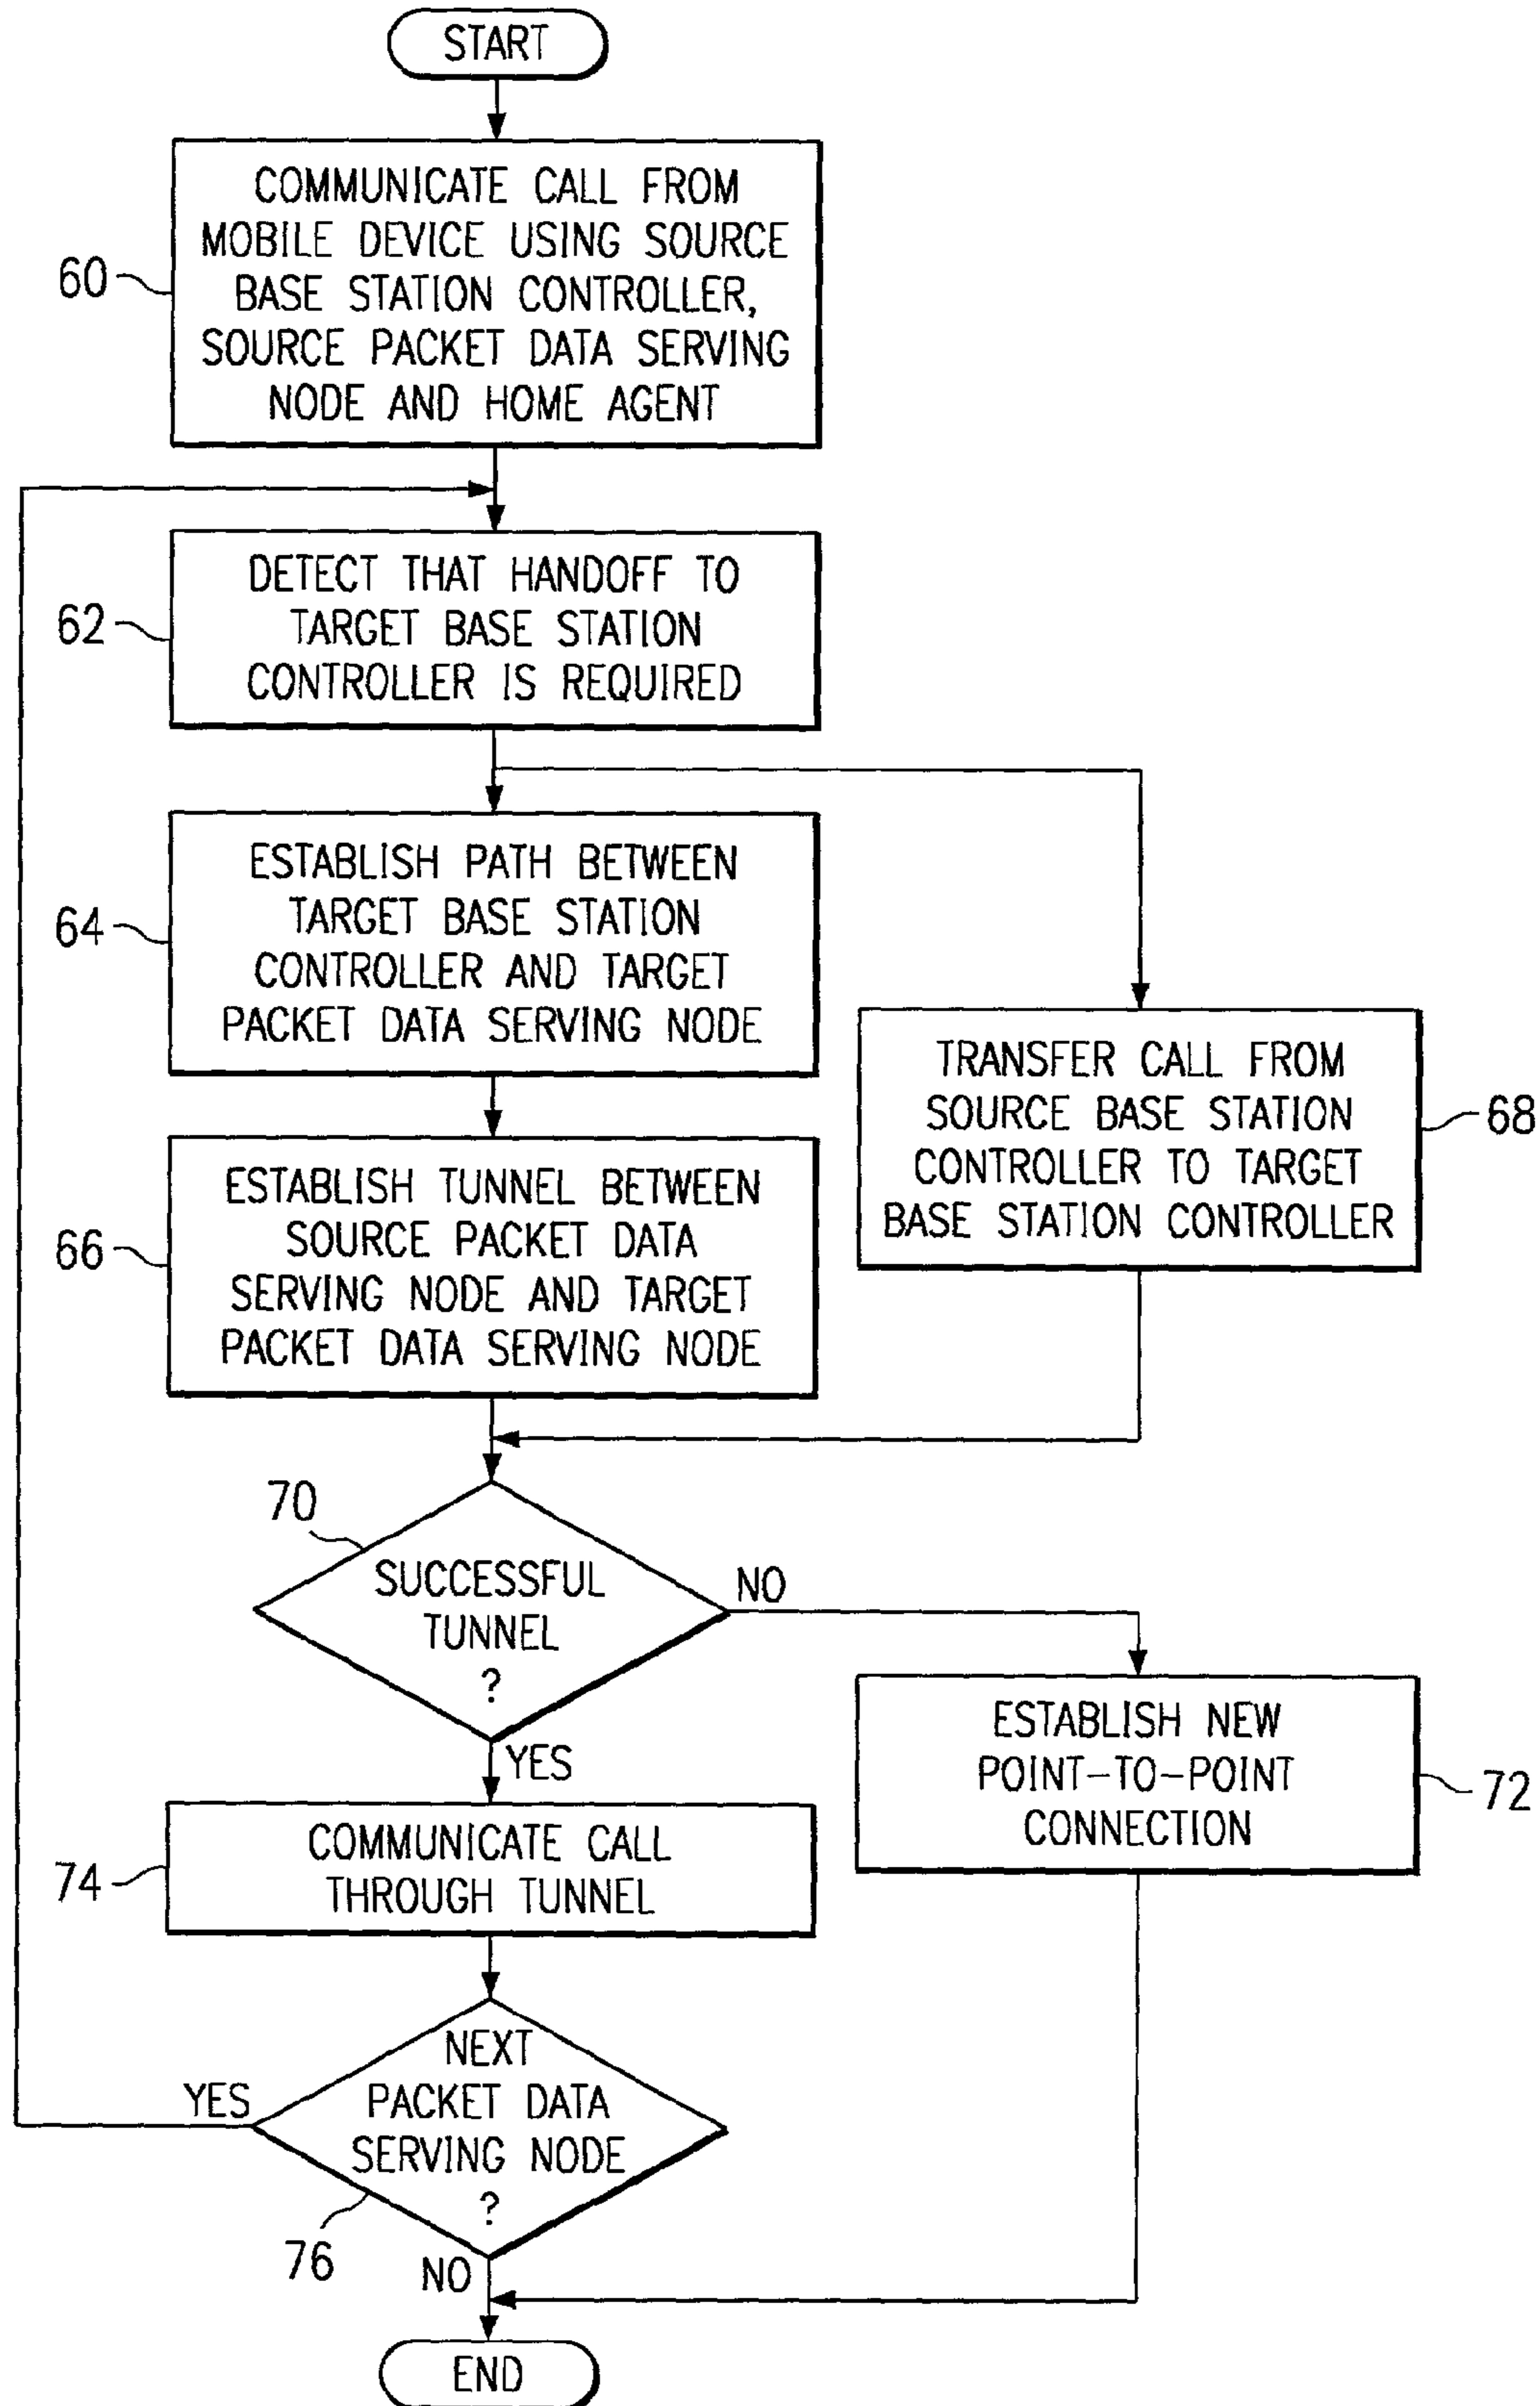 START
COMMUNICATE CALL FROM
MOBILE DEVICE USING SOURCE
BASE STATION CONTROLLER,
SOURCE PACKET DATA SERVING
NODE AND HOME AGENT
60
DETECT THAT HANDOFF TO
TARGET BASE STATION
CONTROLLER IS REQUIRED
62
ESTABLISH PATH BETWEEN
TARGET BASE STATION
CONTROLLER AND TARGET
PACKET DATA SERVING NODE
64
TRANSFER CALL FROM
SOURCE BASE STATION
CONTROLLER TO TARGET
BASE STATION CONTROLLER
68
ESTABLISH TUNNEL BETWEEN
SOURCE PACKET DATA
SERVING NODE AND TARGET
PACKET DATA SERVING NODE
66
70
SUCCESSFUL
TUNNEL
?
NO
YES
ESTABLISH NEW
POINT-TO-POINT
CONNECTION
72
COMMUNICATE CALL
THROUGH TUNNEL
74
NEXT
PACKET DATA
SERVING NODE
?
YES
76
NO
END